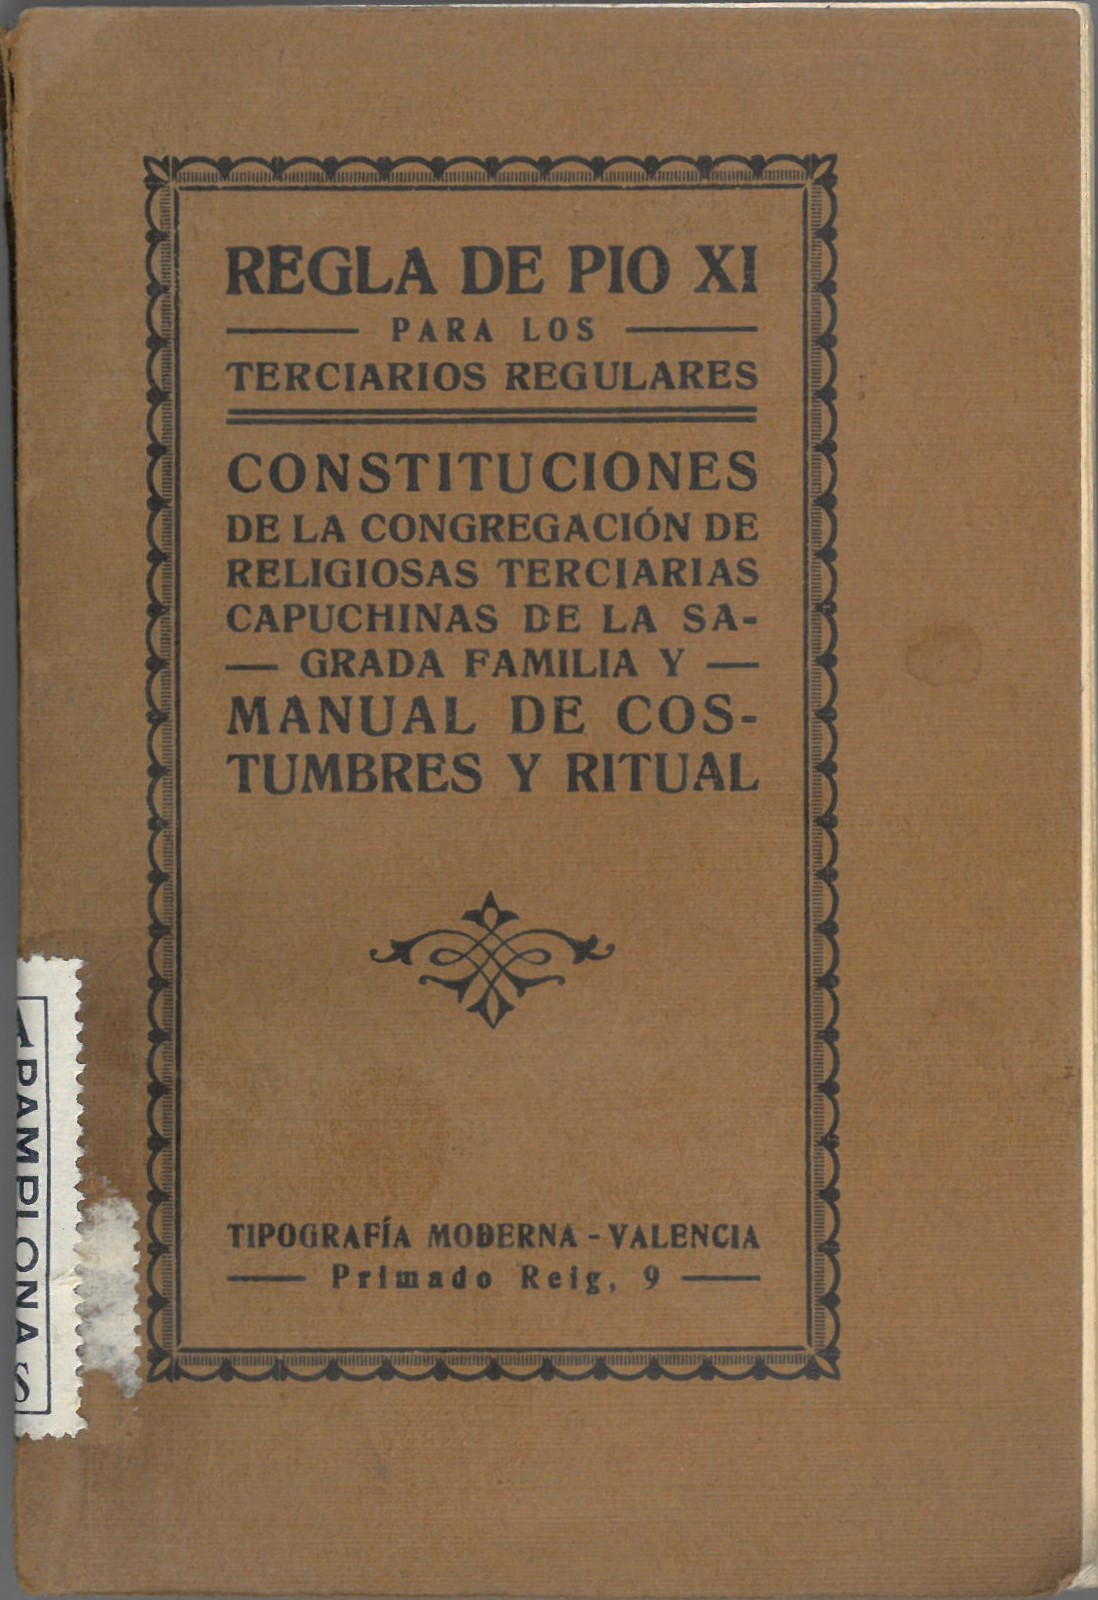 REGLA DE PIO XI
PARA LOS
TERCIARIOS REGULARES
CONSTITUCIONES
DE LA CONGREGACIÓN DE
RELIGIOSAS TERCIARIAS
CAPUCHINAS DE LA SA-
GRADA FAMILIA Y
MANUAL DE COS-
TUMBRES Y RITUAL
TIPOGRAFÍA MODERNA - VALENCIA
Primado Reig, 9
PAMPLONA